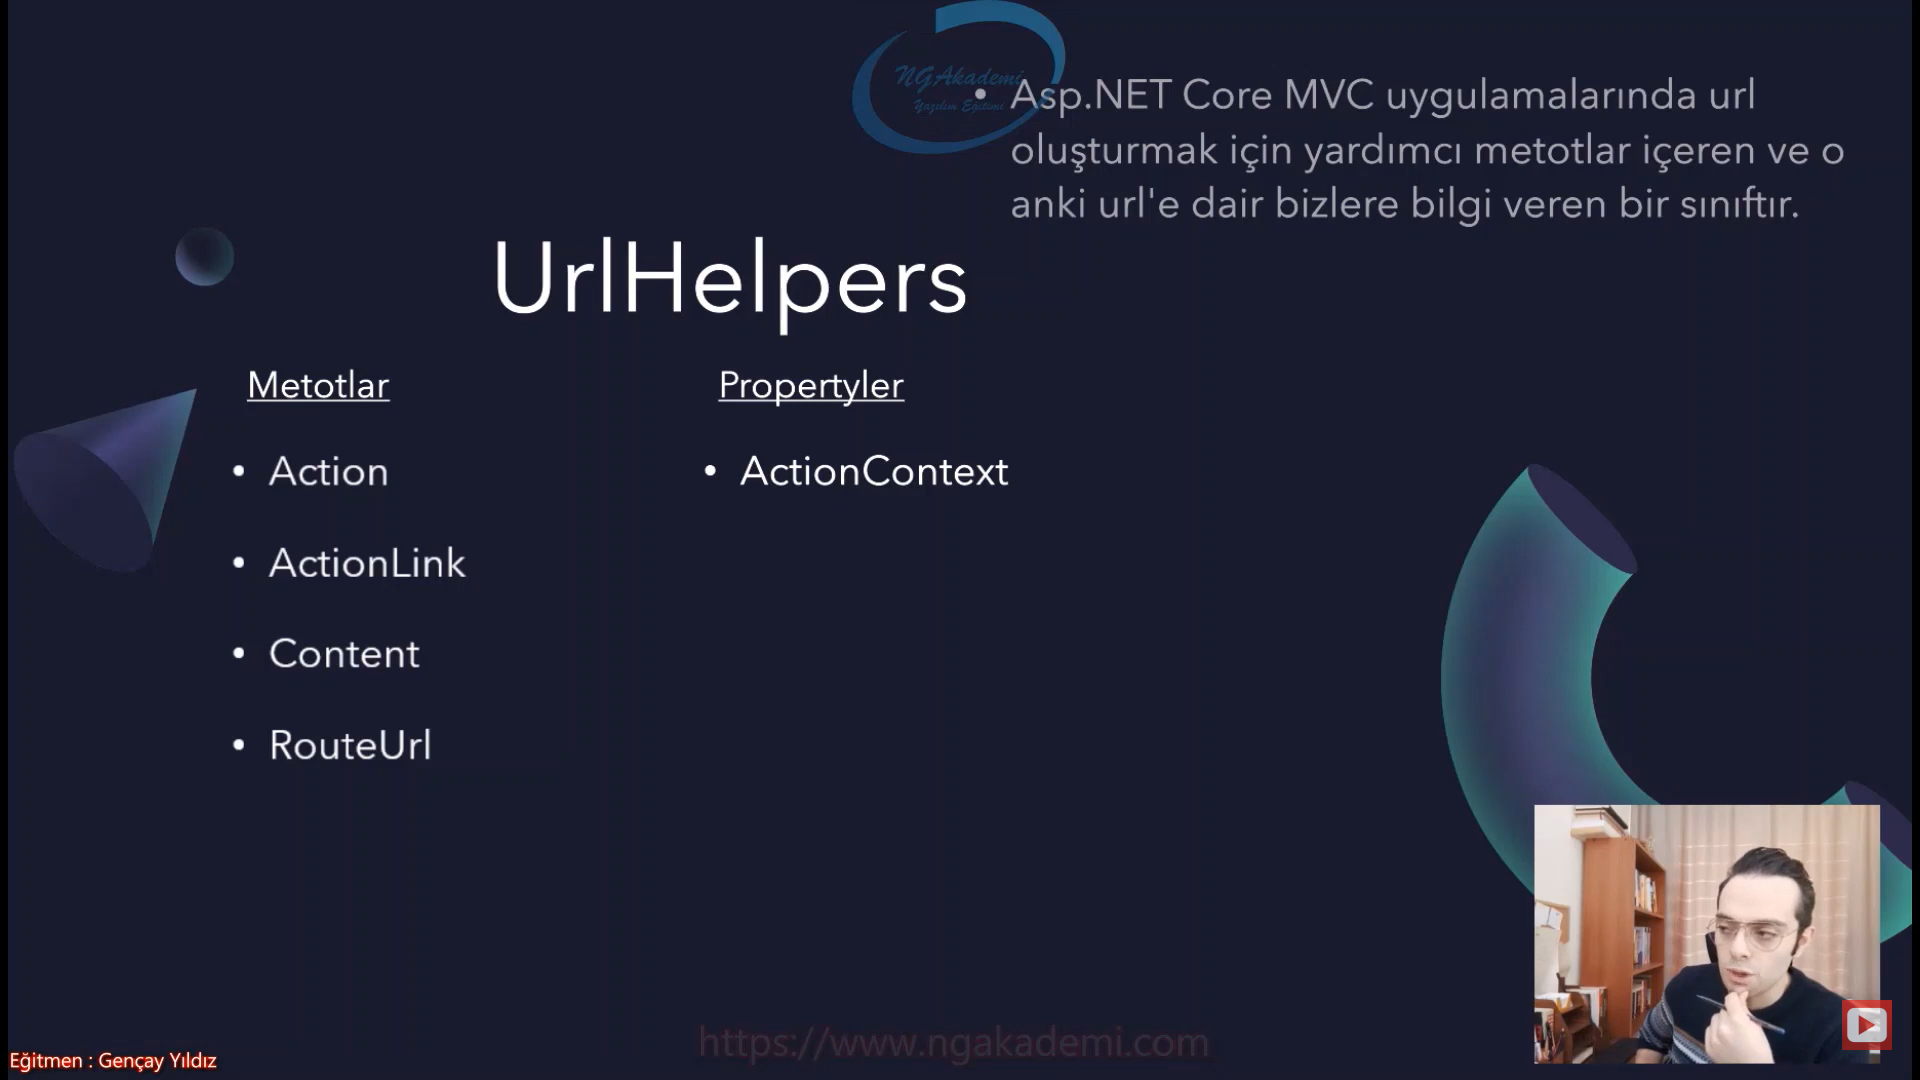 NGAkademi
Yazılım Eğitimi
• Asp.NET Core MVC uygulamalarında url
oluşturmak için yardımcı metotlar içeren ve o
anki url'e dair bizlere bilgi veren bir sınıftır.
UrlHelpers
Metotlar
• Action
• ActionLink
• Content
• RouteUrl
Propertyler
• ActionContext
https://www.ngakademi.com
Eğitmen : Gençay Yıldız